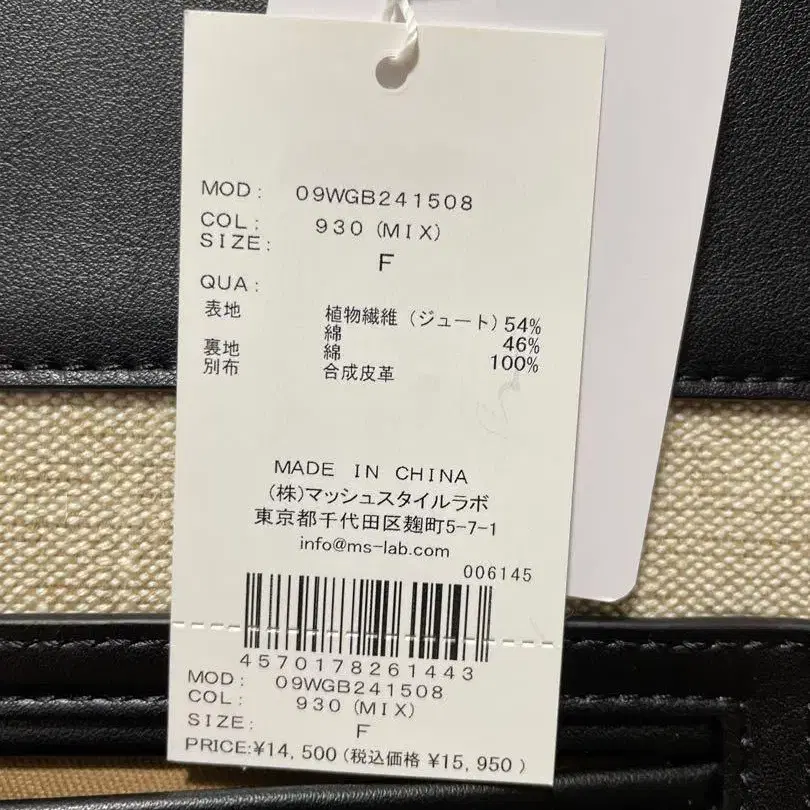 MOD: 09WGB241508
COL: 930 (MIX)
SIZE: F
QUA:
表地 植物繊維 (ジュート) 54%
綿 46%
裏地 綿 100%
別布 合成皮革
MADE IN CHINA
(株)マッシュスタイルラボ
東京都千代田区麹町5-7-1
info@ms-lab.com
006145
4570178261443
MOD: 09WGB241508
COL: 930 (MIX)
SIZE: F
PRICE:¥14,500(税込価格 ¥15,950)